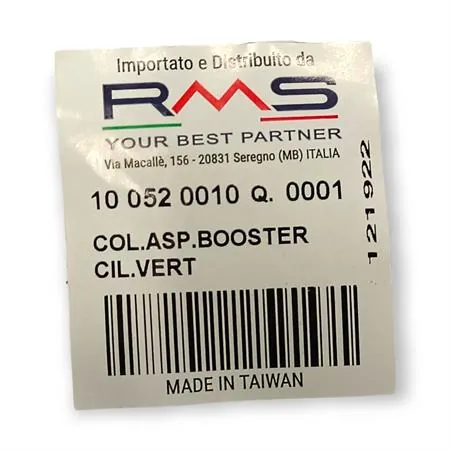 Importato e Distribuito da
RMS
YOUR BEST PARTNER
Via Macallè, 156 - 20831 Seregno (MB) ITALIA
10 052 0010 Q. 0001
COL.ASP.BOOSTER
CIL.VERT
MADE IN TAIWAN
121922